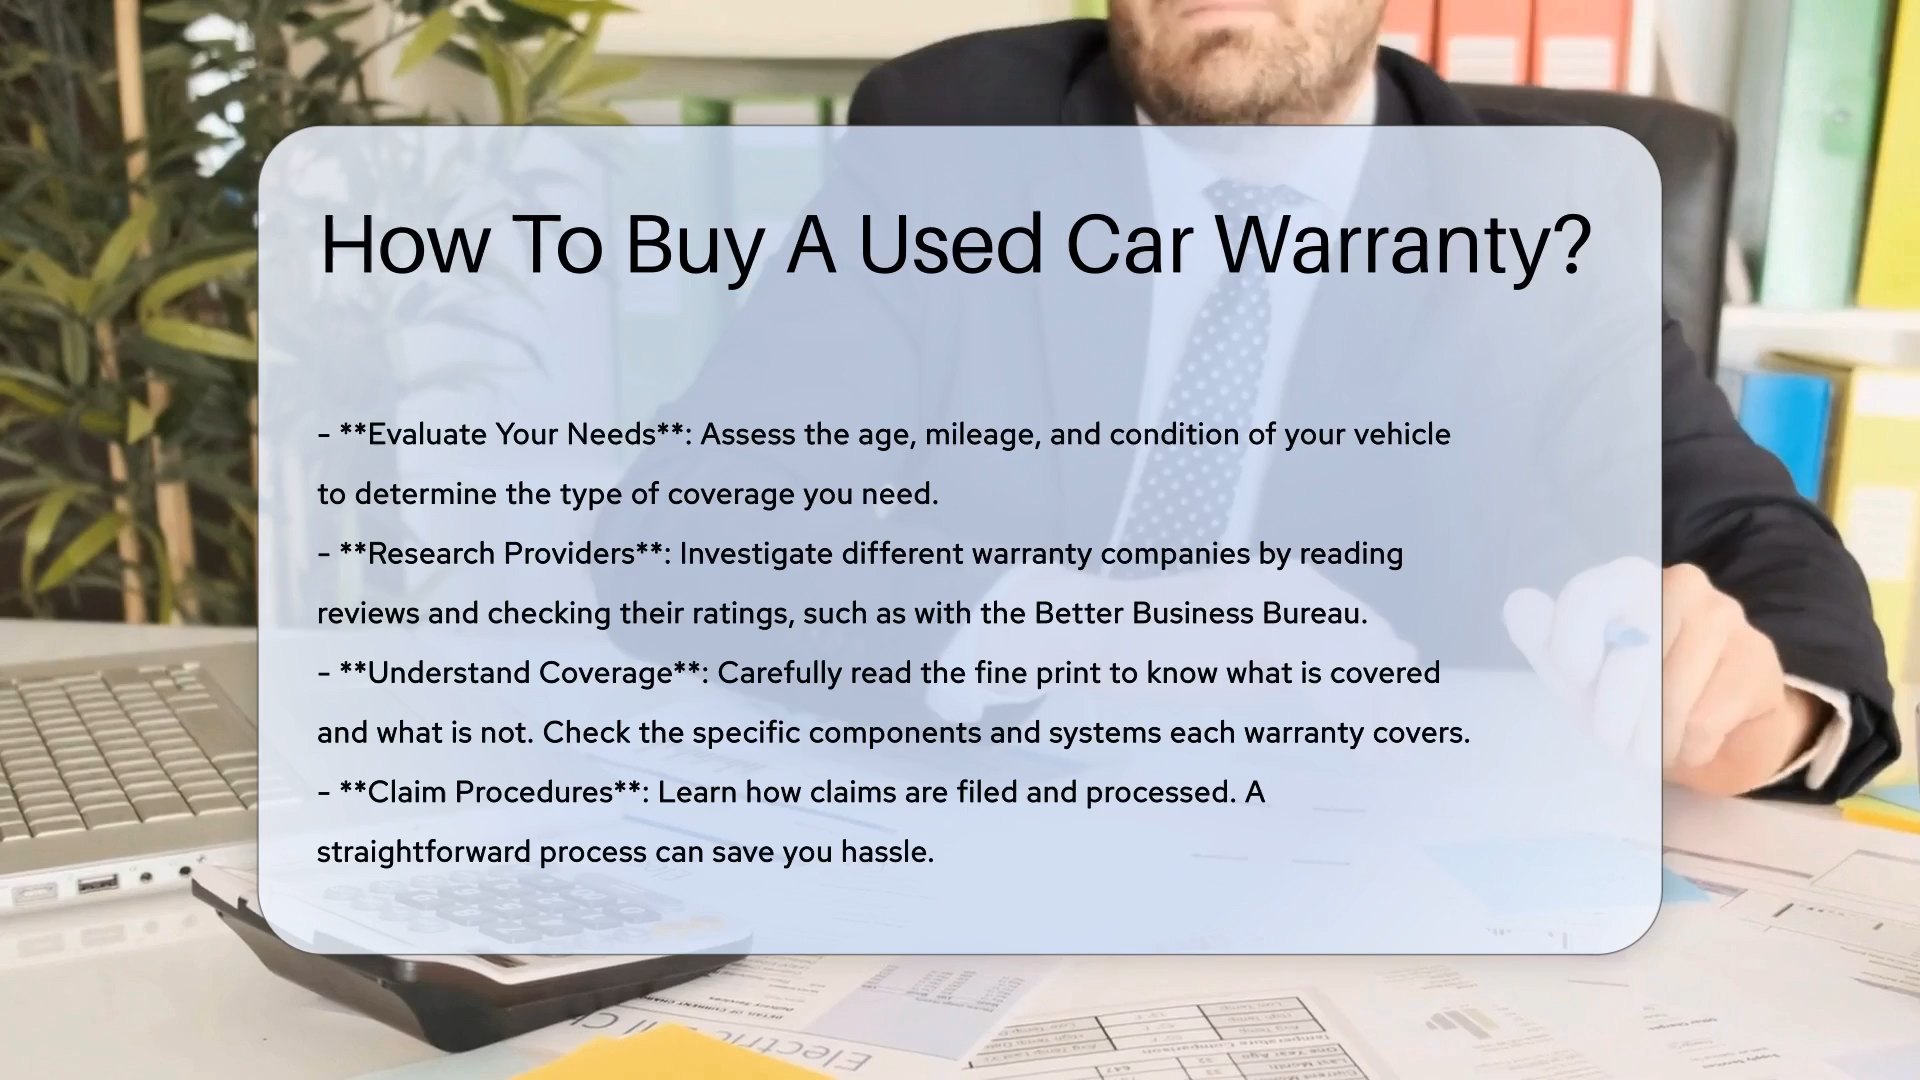 How To Buy A Used Car Warranty?
- **Evaluate Your Needs**: Assess the age, mileage, and condition of your vehicle
to determine the type of coverage you need.
- **Research Providers**: Investigate different warranty companies by reading
reviews and checking their ratings, such as with the Better Business Bureau.
- **Understand Coverage**: Carefully read the fine print to know what is covered
and what is not. Check the specific components and systems each warranty covers.
- **Claim Procedures**: Learn how claims are filed and processed. A
straightforward process can save you hassle.